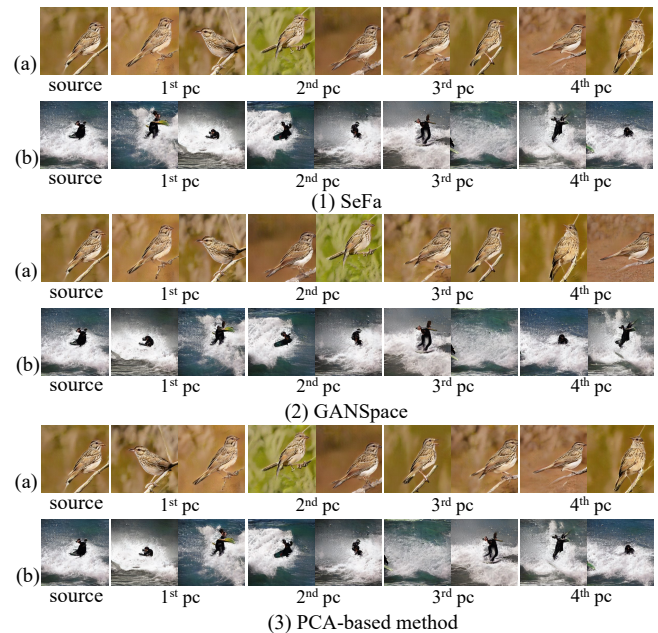 (a)
source 1st pc 2nd pc 3rd pc 4th pc
(b)
source 1st pc 2nd pc 3rd pc 4th pc
(1) SeFa
(a)
source 1st pc 2nd pc 3rd pc 4th pc
(b)
source 1st pc 2nd pc 3rd pc 4th pc
(2) GANSpace
(a)
source 1st pc 2nd pc 3rd pc 4th pc
(b)
source 1st pc 2nd pc 3rd pc 4th pc
(3) PCA-based method